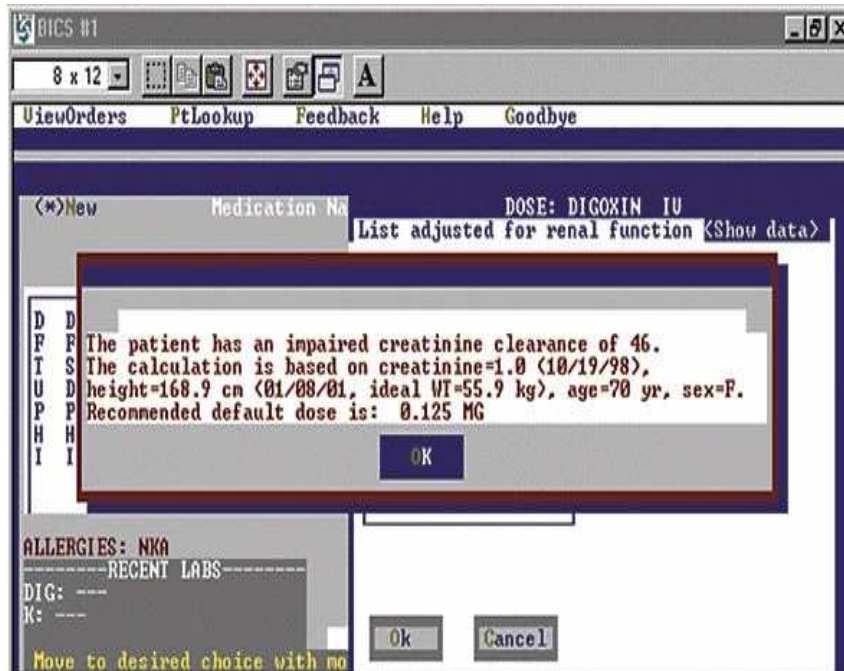 BICS #1
8 x 12
A
ViewOrders PtLookup Feedback Help Goodbye
<*>New Medication Na
DOSE: DIGOXIN IV
List adjusted for renal function <Show data>
D D
F F
T S
U D
P P
H H
I I
The patient has an impaired creatinine clearance of 46.
The calculation is based on creatinine=1.0 (10/19/98),
height=168.9 cm (01/08/01, ideal WT=55.9 kg), age=70 yr, sex=F.
Recommended default dose is: 0.125 MG
OK
ALLERGIES: NKA
--------RECENT LABS--------
DIG: ---
K: ---
Move to desired choice with mo
Ok Cancel